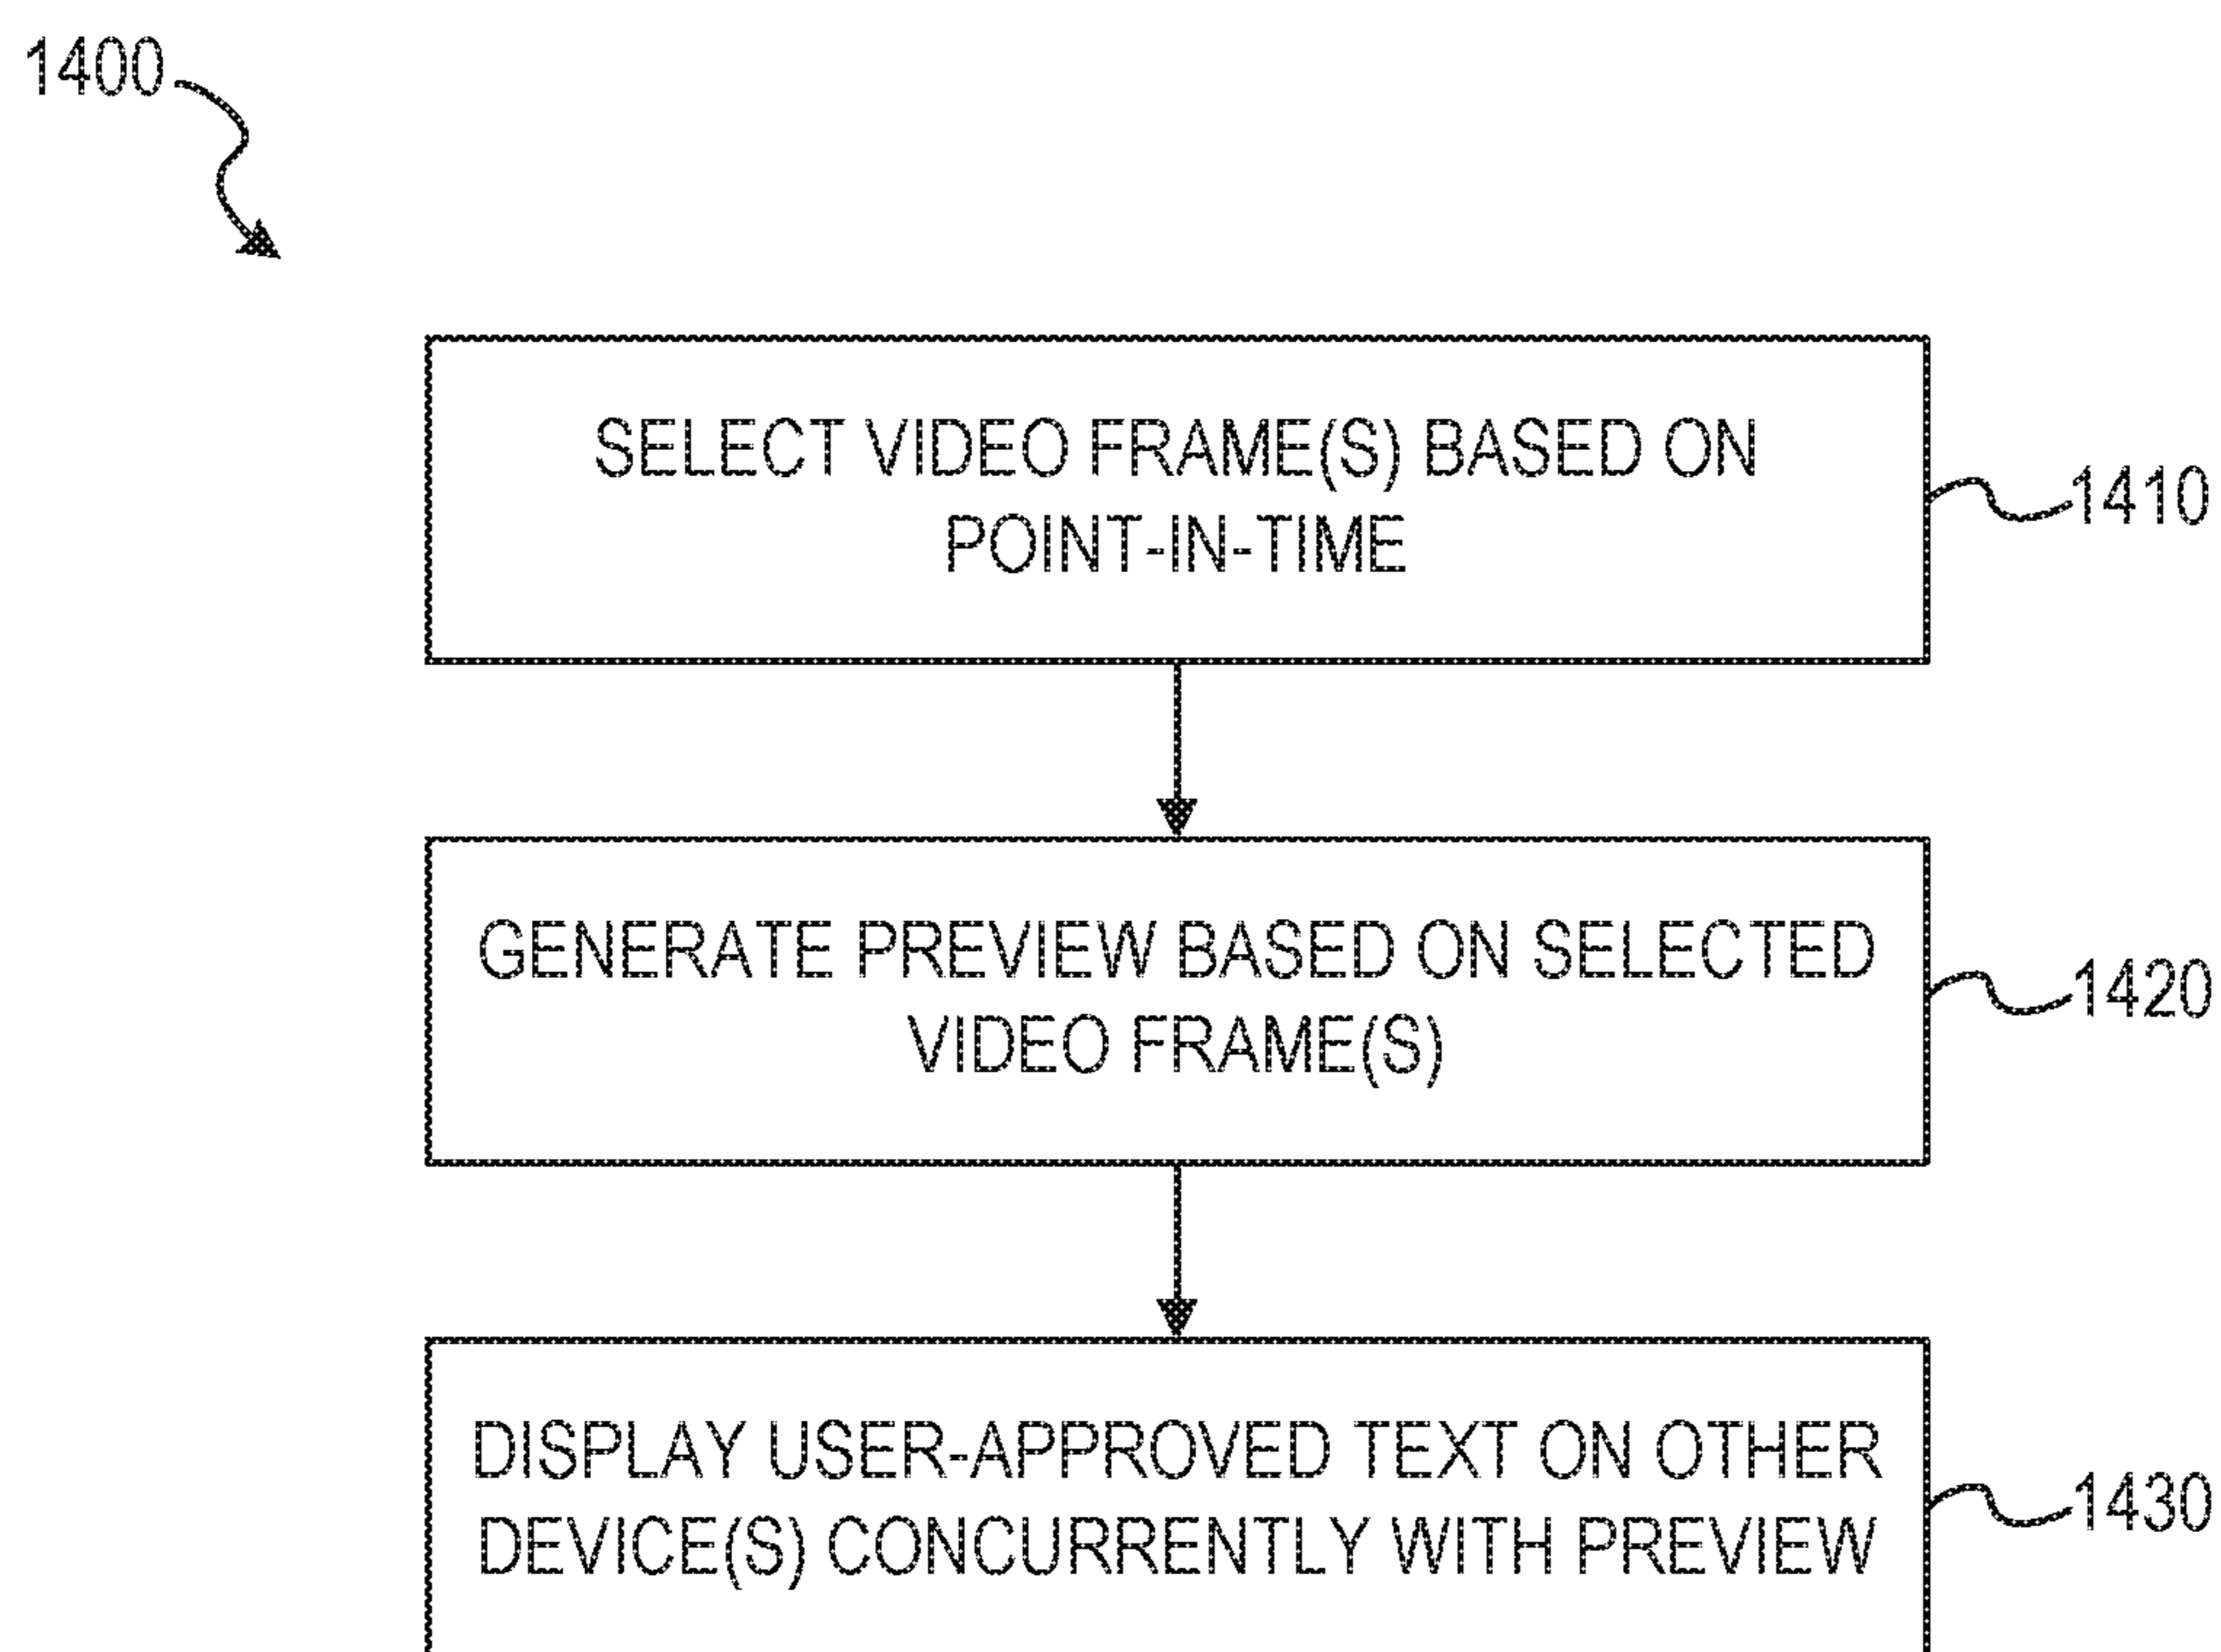 1400
SELECT VIDEO FRAME(S) BASED ON
POINT-IN-TIME
1410
GENERATE PREVIEW BASED ON SELECTED
VIDEO FRAME(S)
1420
DISPLAY USER-APPROVED TEXT ON OTHER
DEVICE(S) CONCURRENTLY WITH PREVIEW
1430